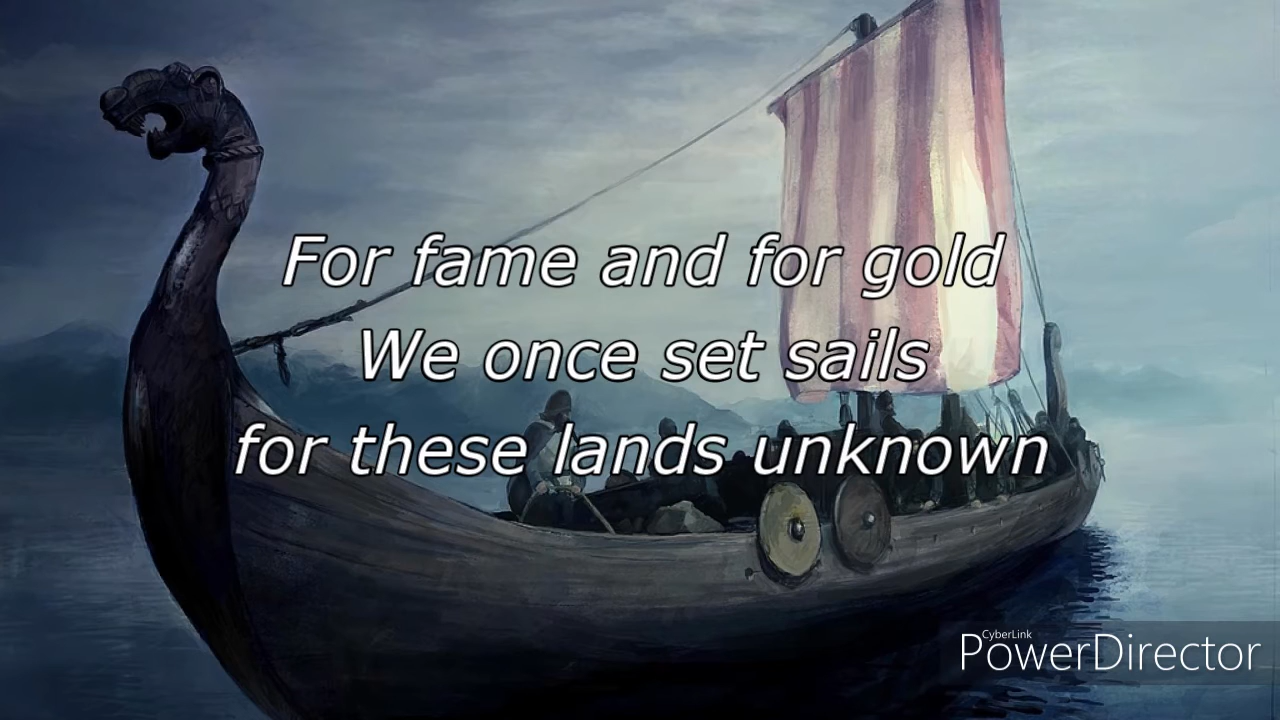 For fame and for gold
We once set sails
for these lands unknown
CyberLink
PowerDirector